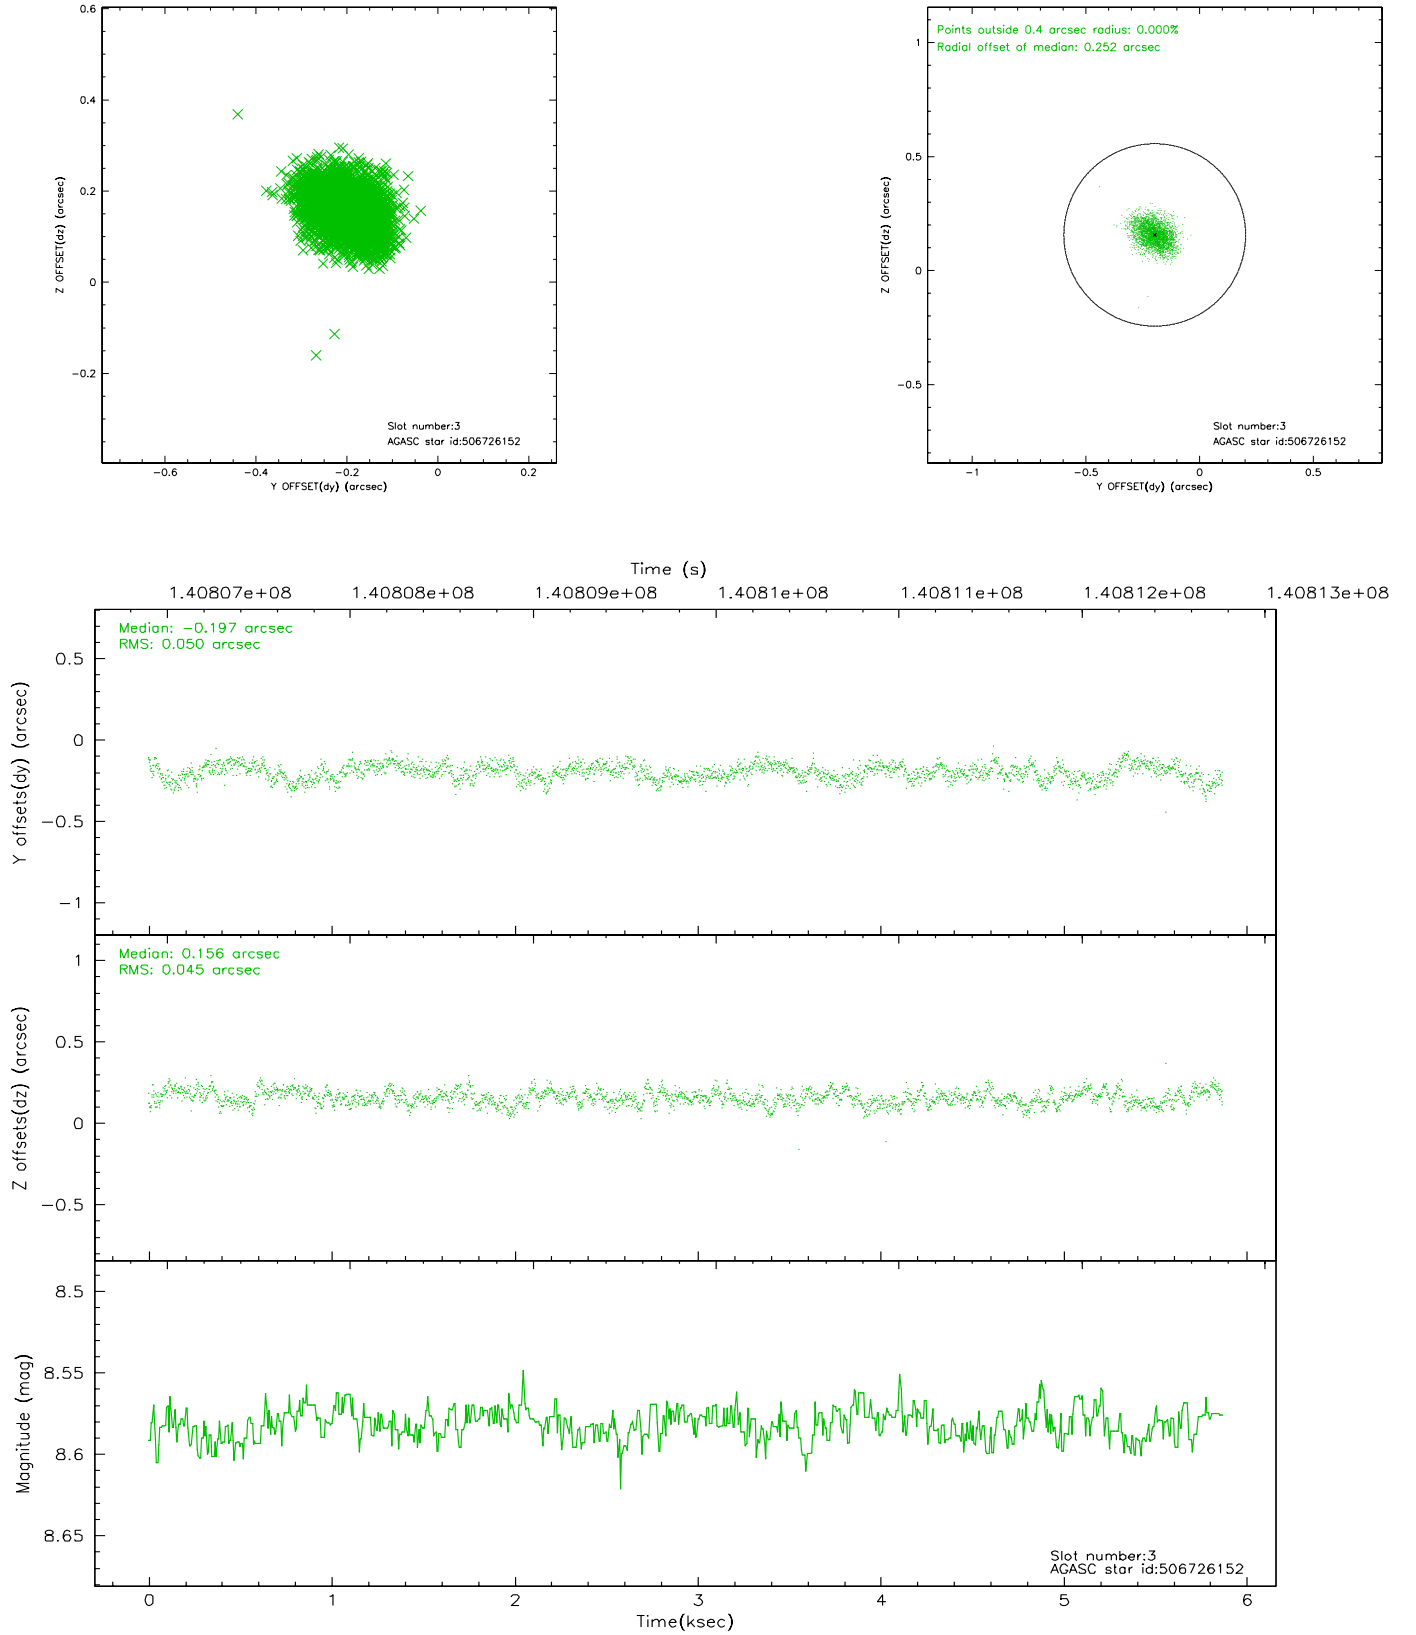 0.6
0.4
0.2
0
−0.2
Z OFFSET(dz) (arcsec)
Slot number:3
AGASC star id:506726152
−0.6 −0.4 −0.2 0 0.2
Y OFFSET(dy) (arcsec)
Points outside 0.4 arcsec radius: 0.000%
Radial offset of median: 0.252 arcsec
1
0.5
0
−0.5
Z OFFSET(dz) (arcsec)
Slot number:3
AGASC star id:506726152
−1 −0.5 0 0.5
Y OFFSET(dy) (arcsec)
Time (s)
1.40807e+08 1.40808e+08 1.40809e+08 1.4081e+08 1.40811e+08 1.40812e+08 1.40813e+08
Median: −0.197 arcsec
RMS: 0.050 arcsec
0.5
0
−0.5
−1
Y offsets(dy) (arcsec)
Median: 0.156 arcsec
RMS: 0.045 arcsec
1
0.5
0
−0.5
Z offsets(dz) (arcsec)
8.5
8.55
8.6
8.65
Magnitude (mag)
Slot number:3
AGASC star id:506726152
0 1 2 3 4 5 6
Time(ksec)